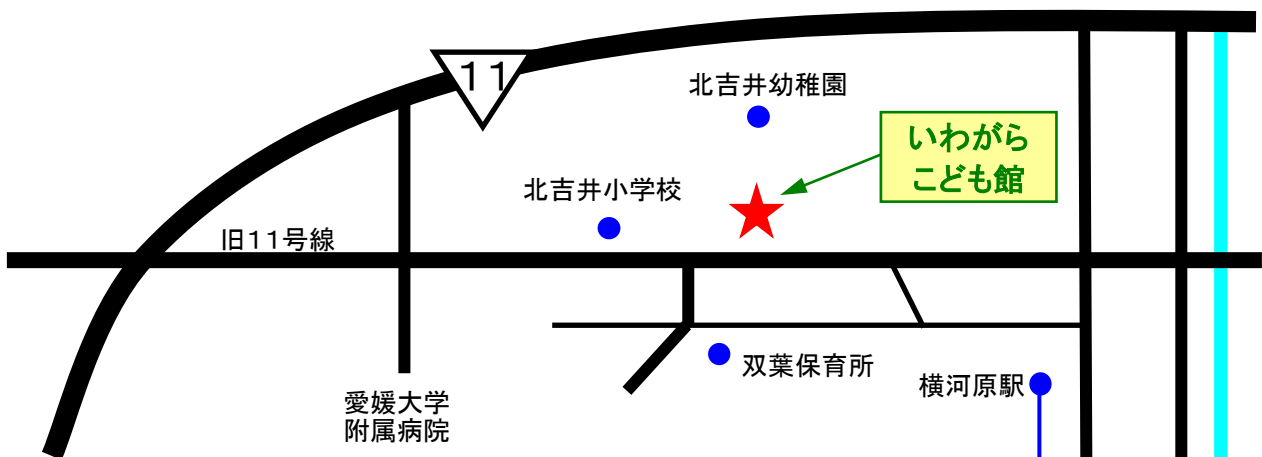 11
北吉井幼稚園
いわがら
こども館
北吉井小学校
旧11号線
双葉保育所
横河原駅
愛媛大学
附属病院